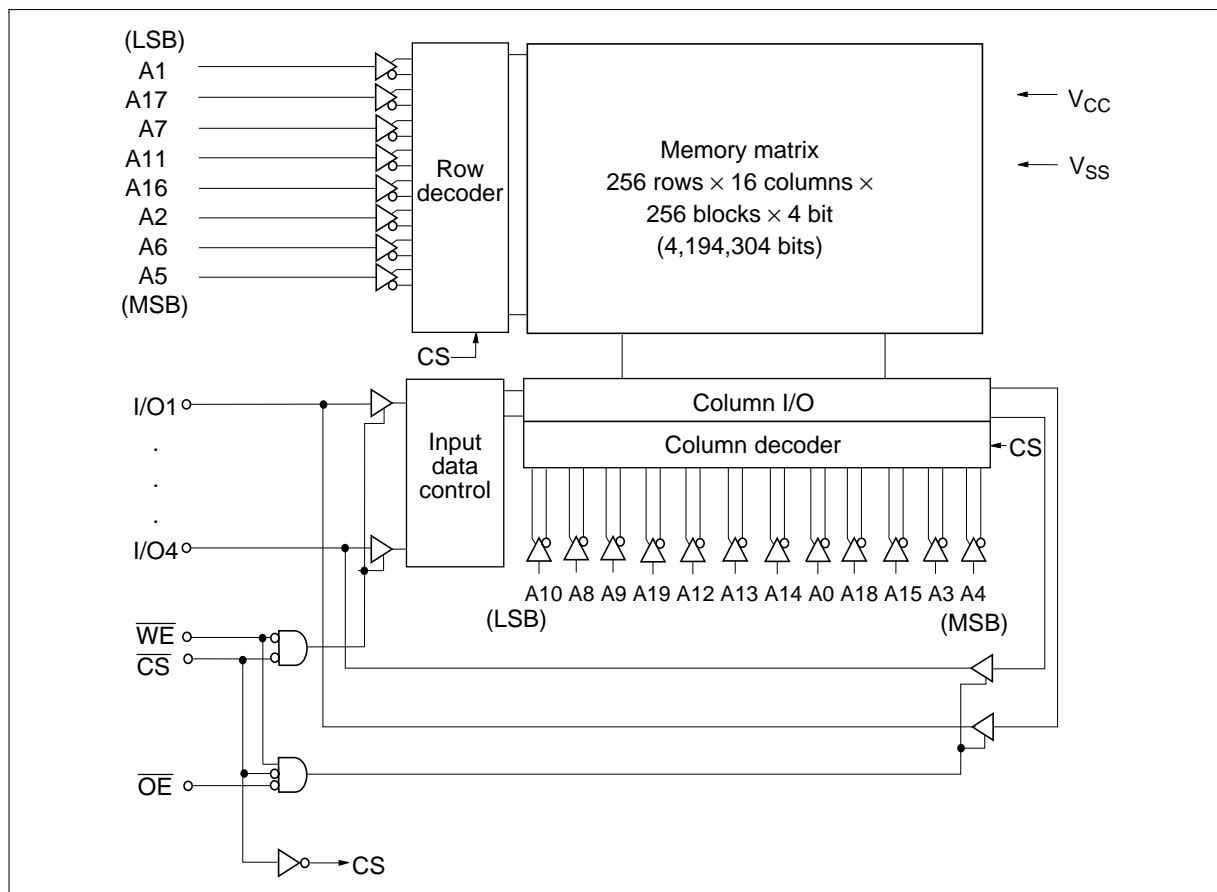 (LSB)
A1
A17
A7
A11
A16
A2
A6
A5
(MSB)
Row
decoder
Memory matrix
256 rows × 16 columns ×
256 blocks × 4 bit
(4,194,304 bits)
VCC
VSS
CS
I/O1
.
.
.
I/O4
Input
data
control
Column I/O
Column decoder
CS
A10 A8 A9 A19 A12 A13 A14 A0 A18 A15 A3 A4
(LSB) (MSB)
WE
CS
OE
CS